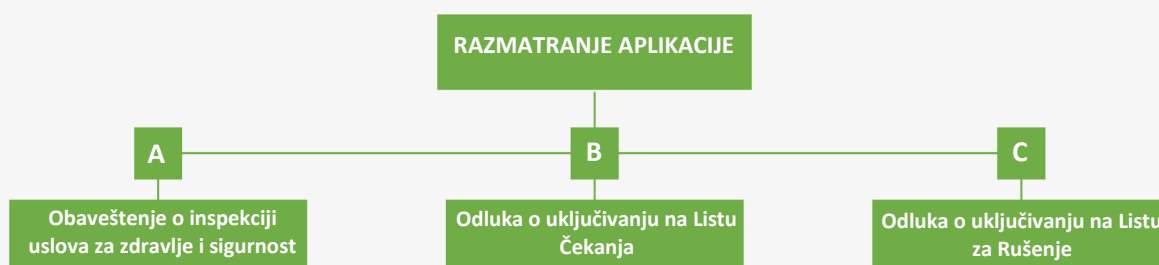 RAZMATRANJE APLIKACIJE
A
B
C
Obaveštenje o inspekciji
uslova za zdravlje i sigurnost
Odluka o uključivanju na Listu
Čekanja
Odluka o uključivanju na Listu
za Rušenje